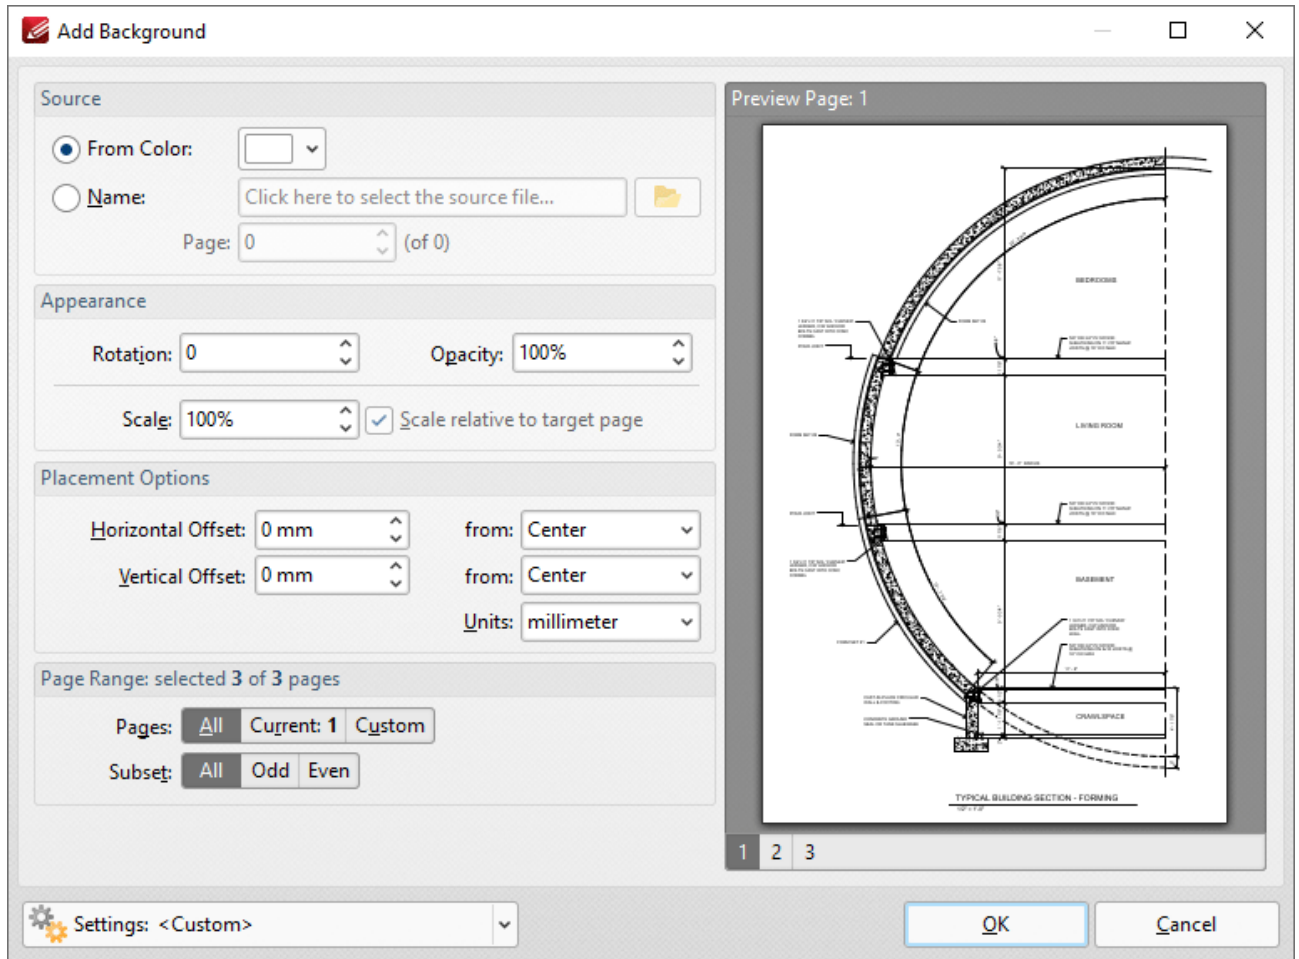 Add Background
Source
From Color:
Name: Click here to select the source file...
Page: 0 (of 0)
Appearance
Rotation: 0 Opacity: 100%
Scale: 100% Scale relative to target page
Placement Options
Horizontal Offset: 0 mm from: Center
Vertical Offset: 0 mm from: Center
Units: millimeter
Page Range: selected 3 of 3 pages
Pages: All Current: 1 Custom
Subset: All Odd Even
Preview Page: 1
BEDROOMS
LIVING ROOM
BASEMENT
CRAWLSPACE
TYPICAL BUILDING SECTION - FORMING
1 2 3
Settings: <Custom>
OK Cancel